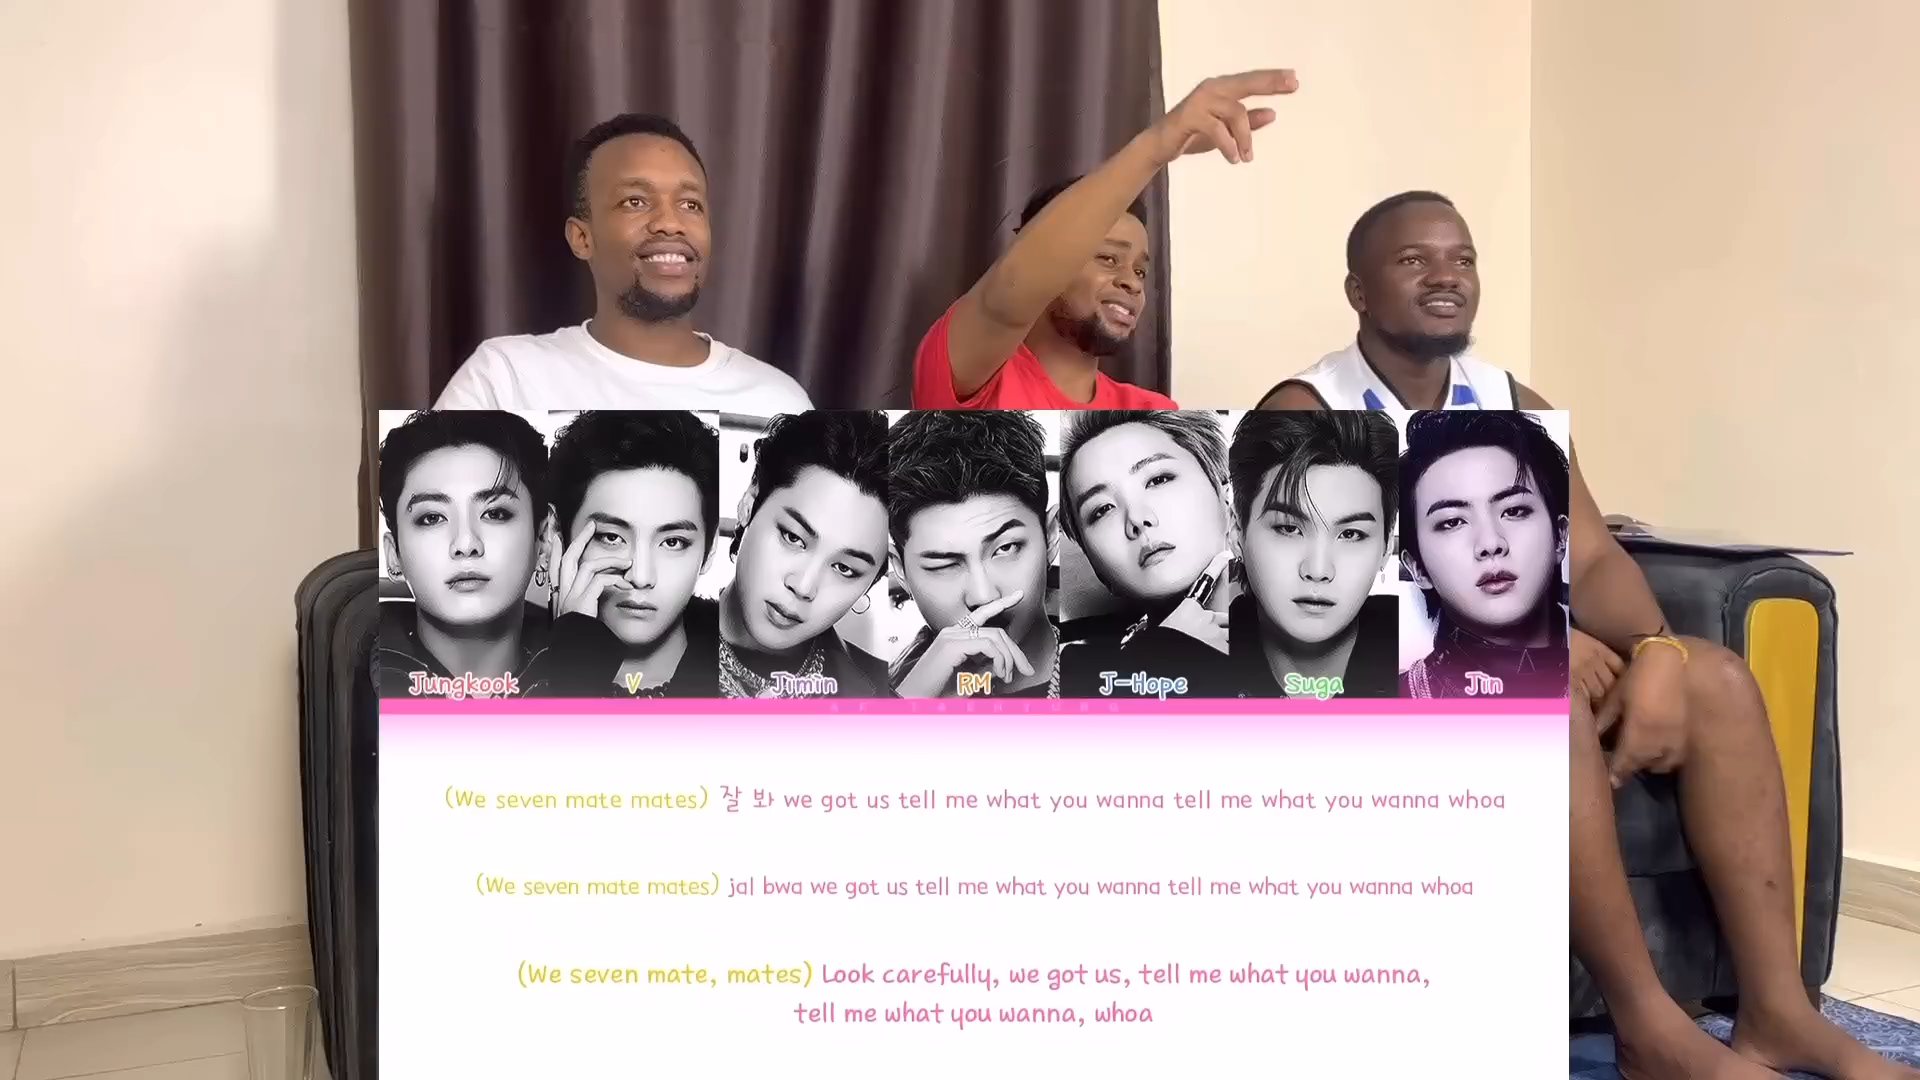 Jungkook V Jimin RM J-Hope Suga Jin
(We seven mate mates) 잘 봐 we got us tell me what you wanna tell me what you wanna whoa
(We seven mate mates) jal bwa we got us tell me what you wanna tell me what you wanna whoa
(We seven mate, mates) Look carefully, we got us, tell me what you wanna,
tell me what you wanna, whoa